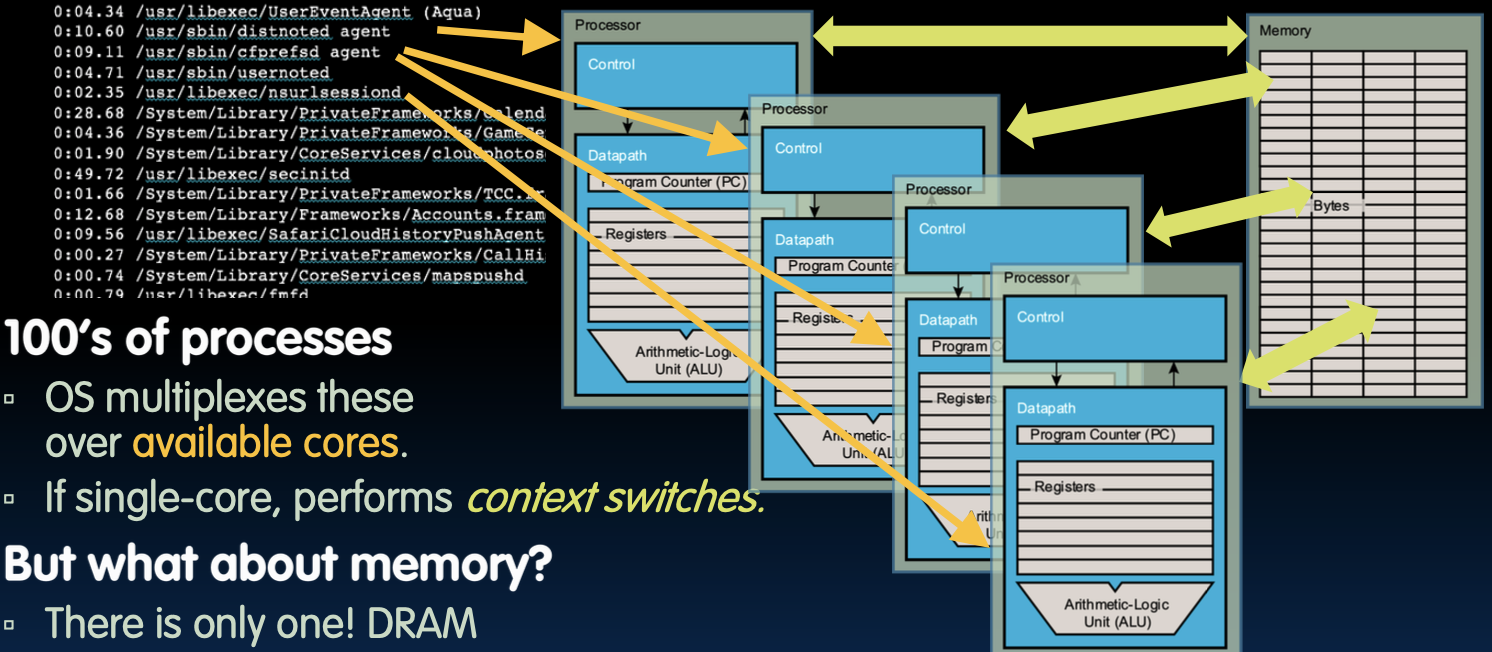 0:04.34 /usr/libexec/UserEventAgent (Aqua)
0:10.60 /usr/sbin/distnoted agent
0:09.11 /usr/sbin/cfprefsd agent
0:04.71 /usr/sbin/usernoted
0:02.35 /usr/libexec/nsurlsessiond
0:28.68 /System/Library/PrivateFrameworks/Calend
0:04.36 /System/Library/PrivateFrameworks/GameSe
0:01.90 /System/Library/CoreServices/cloudphotos
0:49.72 /usr/libexec/secinitd
0:01.66 /System/Library/PrivateFrameworks/TCC.fr
0:12.68 /System/Library/Frameworks/Accounts.fram
0:09.56 /usr/libexec/SafariCloudHistoryPushAgent
0:00.27 /System/Library/PrivateFrameworks/CallHi
0:00.74 /System/Library/CoreServices/mapspushd
0:00.79 /usr/libexec/fmfd
100's of processes
▫ OS multiplexes these
over available cores.
▫ If single-core, performs context switches.
But what about memory?
▫ There is only one! DRAM
Processor
Control
Datapath
Program Counter (PC)
Registers
Arithmetic-Logic
Unit (ALU)
Processor
Control
Datapath
Program Counter
Registers
Arithmetic-Lo
Unit (ALU
Processor
Control
Datapath
Program C
Registers
Arithm
Un
Processor
Control
Datapath
Program Counter (PC)
Registers
Arithmetic-Logic
Unit (ALU)
Memory
Bytes